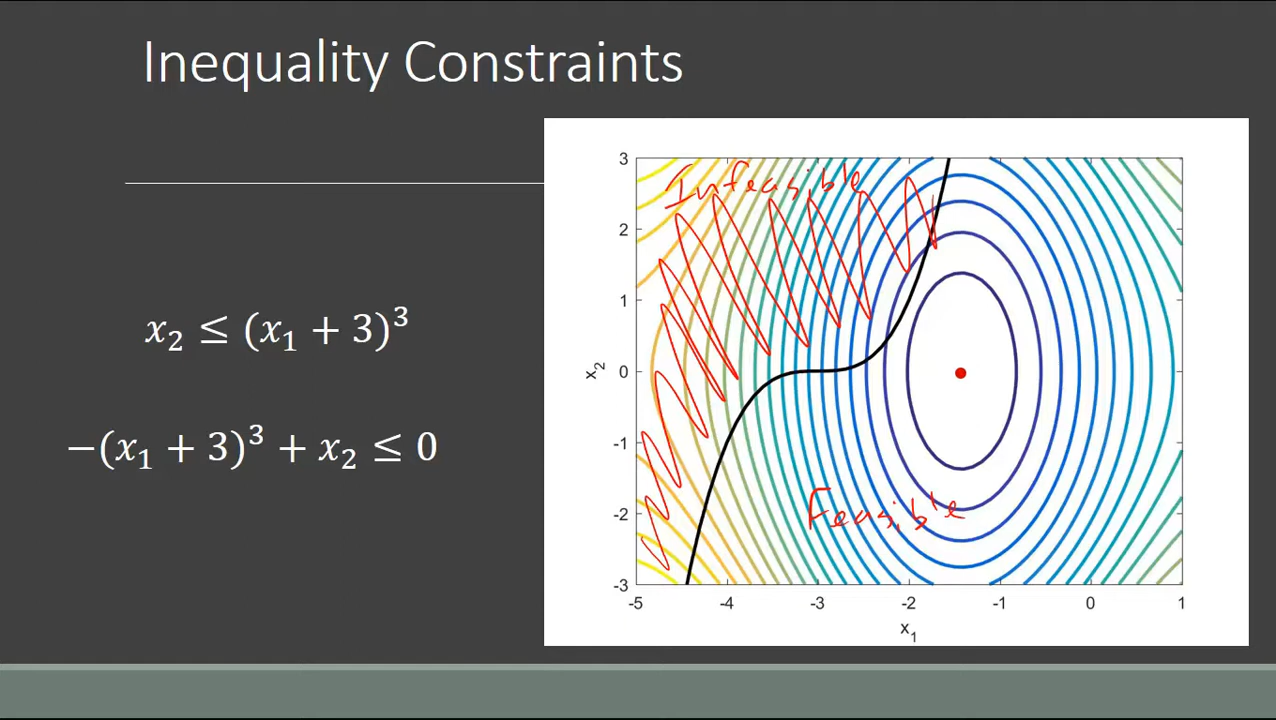 Inequality Constraints
x₂ ≤ (x₁ + 3)³
−(x₁ + 3)³ + x₂ ≤ 0
Infeasible
Feasible
3
2
1
0
-1
-2
-3
x₂
-5 -4 -3 -2 -1 0 1
x₁